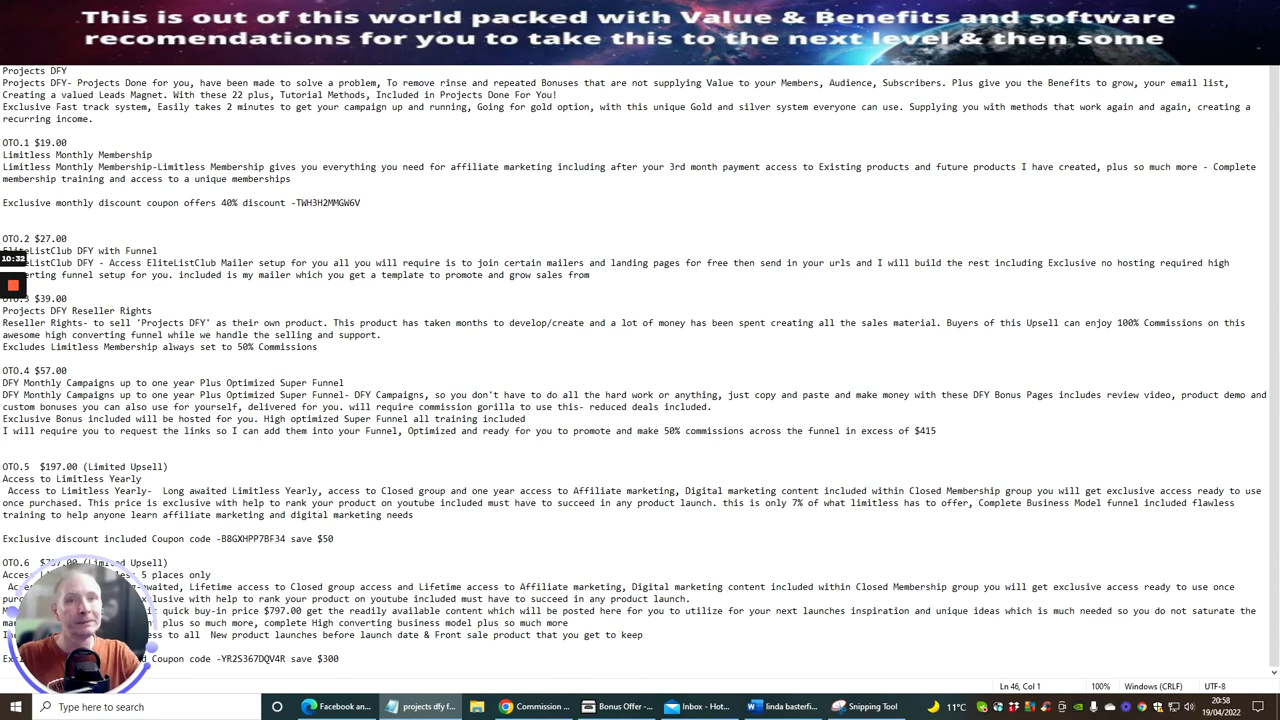 This is out of this world packed with Value & Benefits and software
recomendations for you to take this to the next level & then some
Projects DFY
Projects DFY- Projects Done for you, have been made to solve a problem, To remove rinse and repeated Bonuses that are not supplying Value to your Members, Audience, Subscribers. Plus give you the Benefits to grow, your email list,
Creating a valued Leads Magnet. With these 22 plus, Tutorial Methods, Included in Projects Done For You!
Exclusive Fast track system, Easily takes 2 minutes to get your campaign up and running, Going for gold option, with this unique Gold and silver system everyone can use. Supplying you with methods that work again and again, creating a
recurring income.
OTO.1 $19.00
Limitless Monthly Membership
Limitless Monthly Membership-Limitless Membership gives you everything you need for affiliate marketing including after your 3rd month payment access to Existing products and future products I have created, plus so much more - Complete
membership training and access to a unique memberships
Exclusive monthly discount coupon offers 40% discount -TWH3H2MMGW6V
OTO.2 $27.00
EliteListClub DFY with Funnel
10:32
EliteListClub DFY - Access EliteListClub Mailer setup for you all you will require is to join certain mailers and landing pages for free then send in your urls and I will build the rest including Exclusive no hosting required high
erting funnel setup for you. included is my mailer which you get a template to promote and grow sales from
OTO.3 $39.00
Projects DFY Reseller Rights
Reseller Rights- to sell 'Projects DFY' as their own product. This product has taken months to develop/create and a lot of money has been spent creating all the sales material. Buyers of this Upsell can enjoy 100% Commissions on this
awesome high converting funnel while we handle the selling and support.
Excludes Limitless Membership always set to 50% Commissions
OTO.4 $57.00
DFY Monthly Campaigns up to one year Plus Optimized Super Funnel
DFY Monthly Campaigns up to one year Plus Optimized Super Funnel- DFY Campaigns, so you don't have to do all the hard work or anything, just copy and paste and make money with these DFY Bonus Pages includes review video, product demo and
custom bonuses you can also use for yourself, delivered for you. will require commission gorilla to use this- reduced deals included.
Exclusive Bonus included will be hosted for you. High optimized Super Funnel all training included
I will require you to request the links so I can add them into your Funnel, Optimized and ready for you to promote and make 50% commissions across the funnel in excess of $415
OTO.5 $197.00 (Limited Upsell)
Access to Limitless Yearly
Access to Limitless Yearly- Long awaited Limitless Yearly, access to Closed group and one year access to Affiliate marketing, Digital marketing content included within Closed Membership group you will get exclusive access ready to use
once purchased. This price is exclusive with help to rank your product on youtube included must have to succeed in any product launch. this is only 7% of what limitless has to offer, Complete Business Model funnel included flawless
training to help anyone learn affiliate marketing and digital marketing needs
Exclusive discount included Coupon code -B8GXHPP7BF34 save $50
OTO.6 (Limited Upsell)
5 places only
awaited, Lifetime access to Closed group access and Lifetime access to Affiliate marketing, Digital marketing content included within Closed Membership group you will get exclusive access ready to use once
exclusive with help to rank your product on youtube included must have to succeed in any product launch.
quick buy-in price $797.00 get the readily available content which will be posted here for you to utilize for your next launches inspiration and unique ideas which is much needed so you do not saturate the
plus so much more, complete High converting business model plus so much more
to all New product launches before launch date & Front sale product that you get to keep
Coupon code -YR2S367DQV4R save $300
Ln 46, Col 1 100% Windows (CRLF) UTF-8
Type here to search
Facebook an...
projects dfy f...
Commission ...
Bonus Offer -...
Inbox - Hot...
linda basterfi...
Snipping Tool
11°C
20:58
19/04/2022